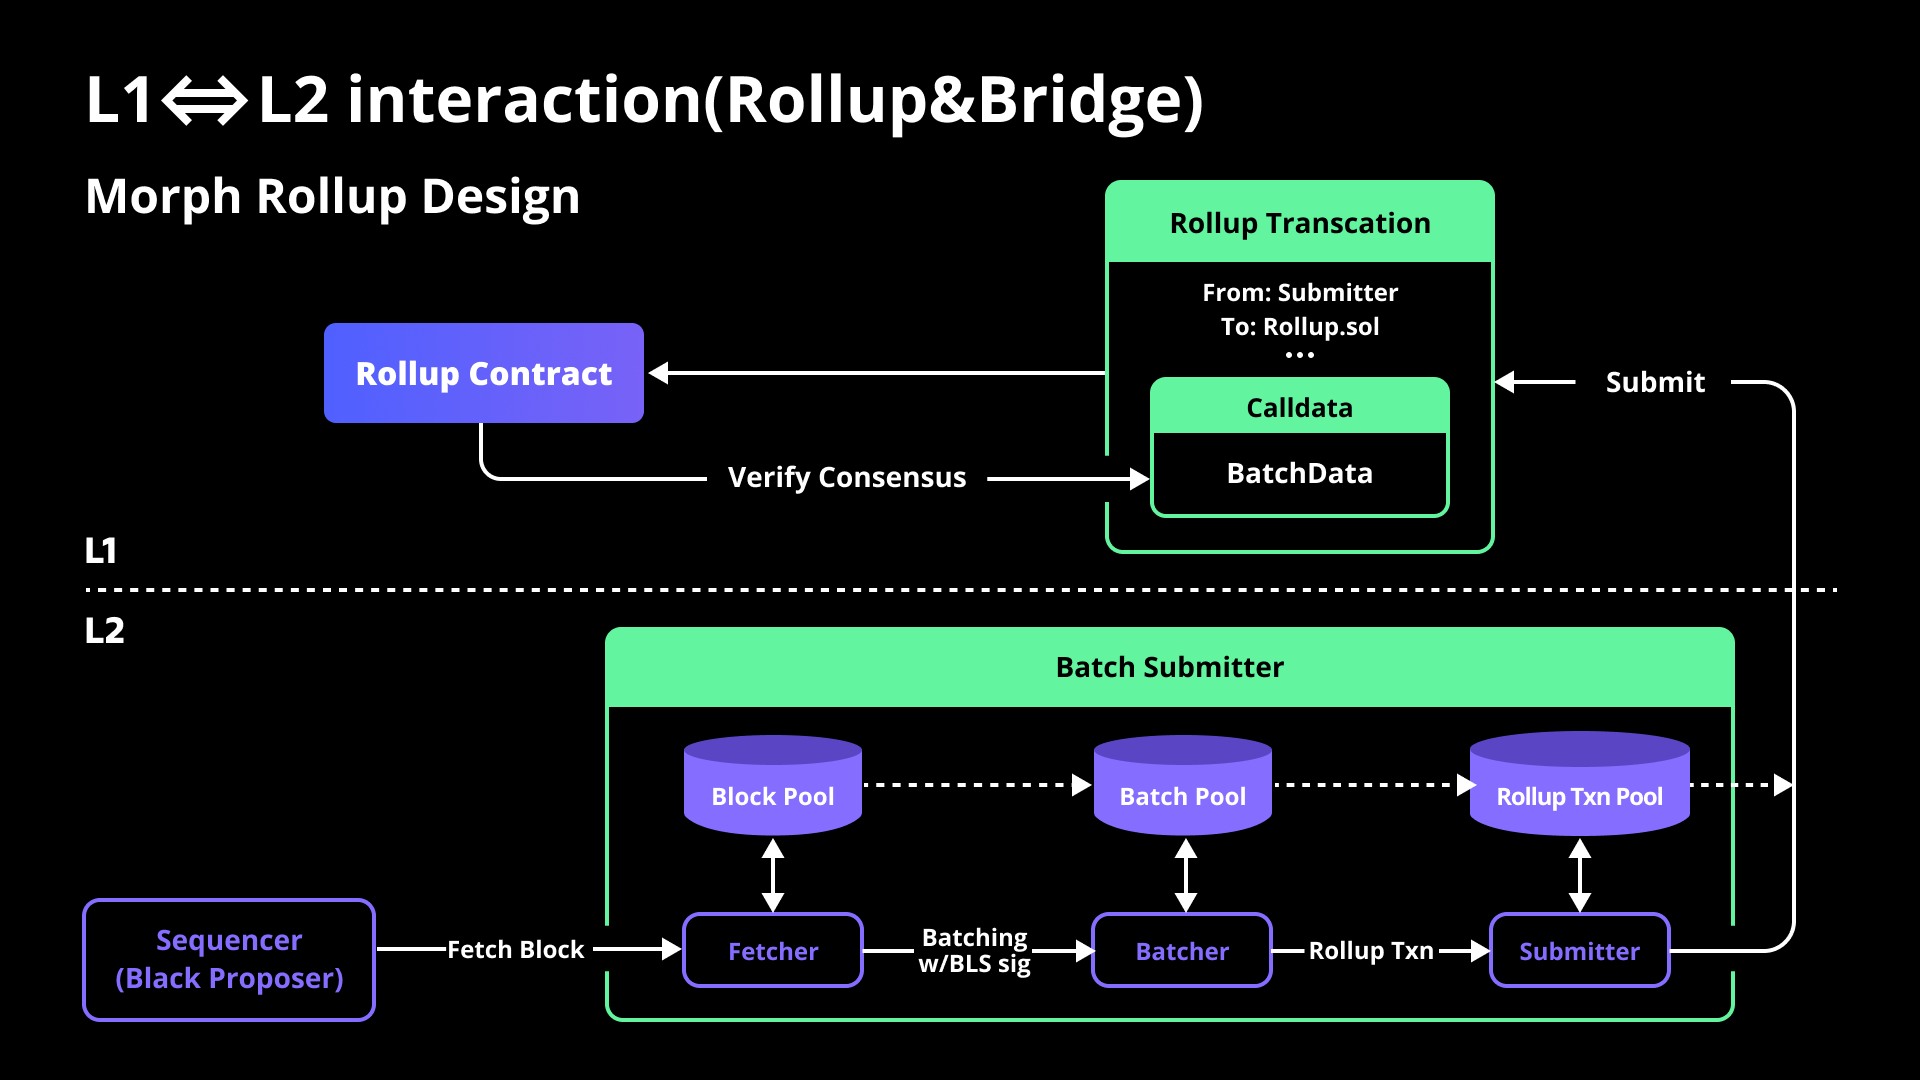 L1⇔L2 interaction(Rollup&Bridge)
Morph Rollup Design
Rollup Transcation
From: Submitter
To: Rollup.sol
•••
Calldata
BatchData
Rollup Contract
Submit
Verify Consensus
L1
L2
Batch Submitter
Block Pool
Batch Pool
Rollup Txn Pool
Sequencer
(Black Proposer)
Fetch Block
Fetcher
Batching
w/BLS sig
Batcher
Rollup Txn
Submitter